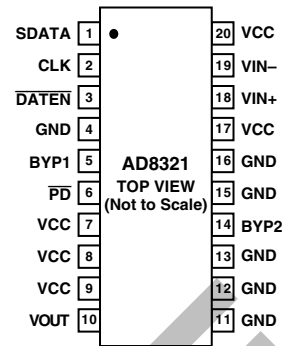 SDATA 1 20 VCC
CLK 2 19 VIN–
DATEN 3 18 VIN+
GND 4 17 VCC
BYP1 5 AD8321 16 GND
PD 6 TOP VIEW 15 GND
(Not to Scale)
VCC 7 14 BYP2
VCC 8 13 GND
VCC 9 12 GND
VOUT 10 11 GND